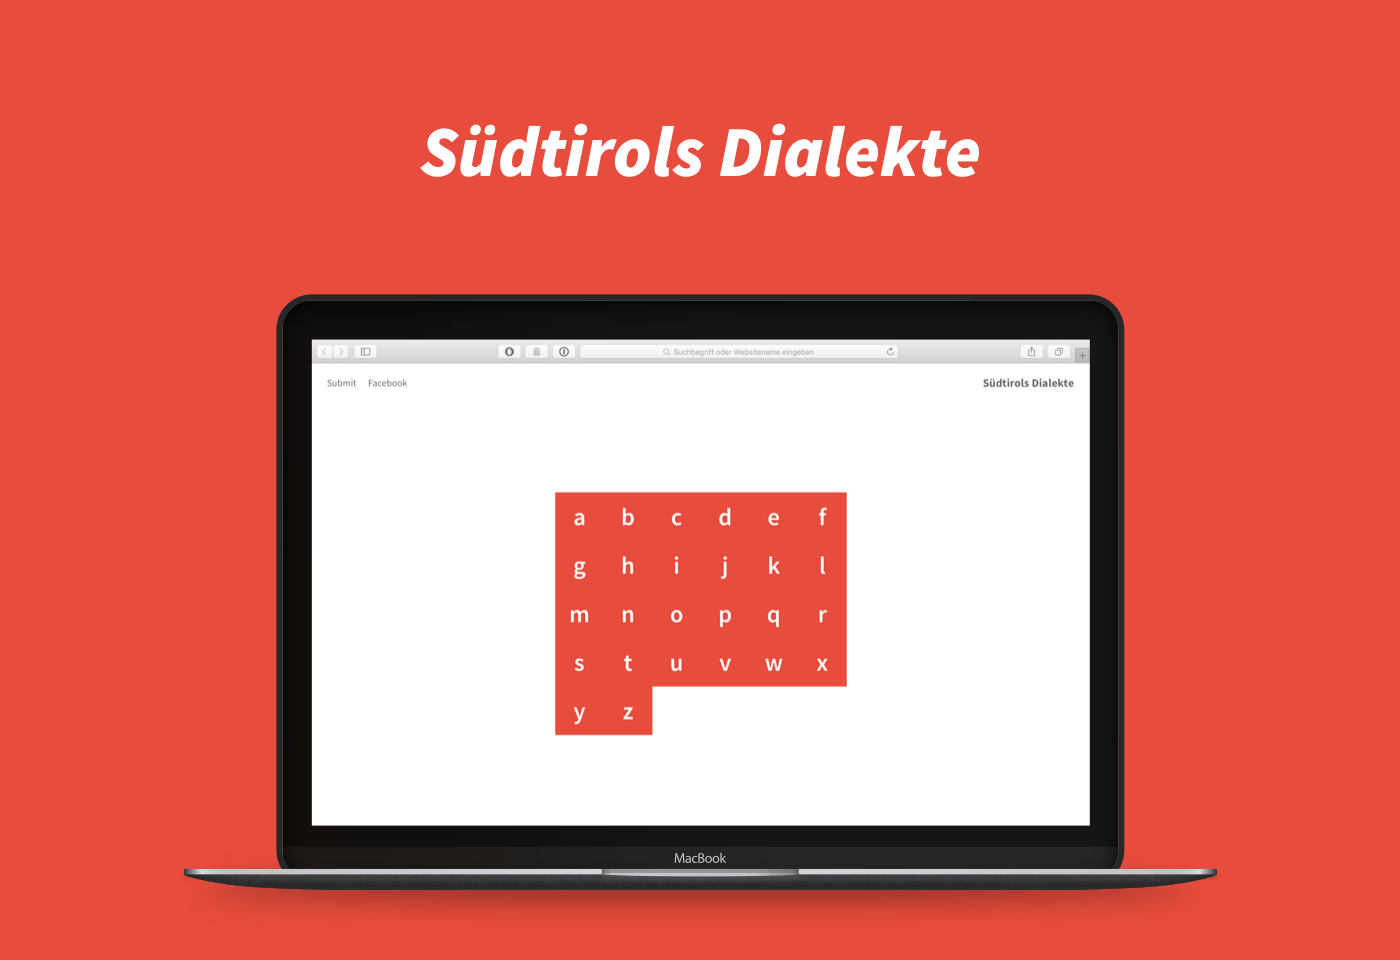 Südtirols Dialekte
Suchbegriff oder Websitename eingeben
Submit Facebook Südtirols Dialekte
a b c d e f
g h i j k l
m n o p q r
s t u v w x
y z
MacBook